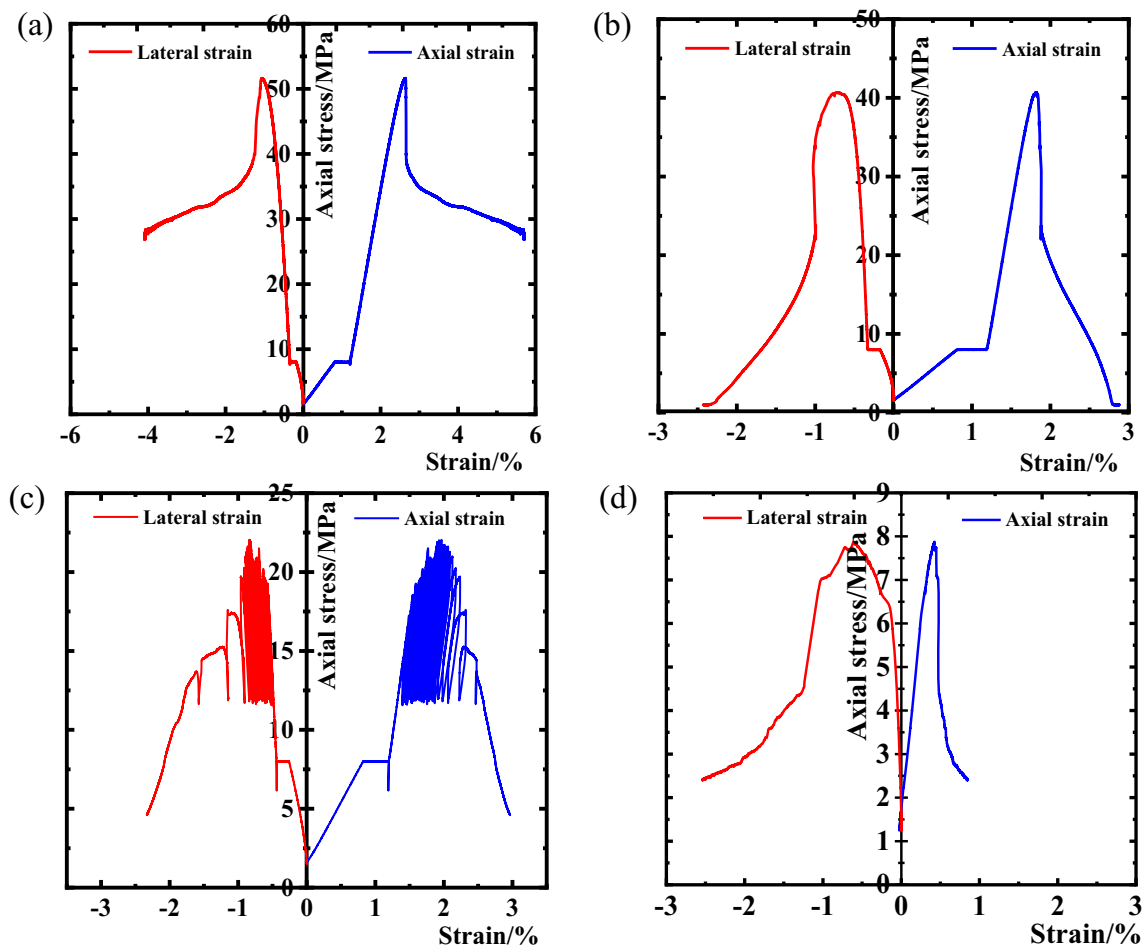 (a)
Lateral strain
Axial strain
Axial stress/MPa
60
50
40
30
20
10
0
-6 -4 -2 0 2 4 6
Strain/%
(b)
Lateral strain
Axial strain
Axial stress/MPa
50
40
30
20
10
0
-3 -2 -1 0 1 2 3
Strain/%
(c)
Lateral strain
Axial strain
Axial stress/MPa
25
20
15
10
5
0
-3 -2 -1 0 1 2 3
Strain/%
(d)
Lateral strain
Axial strain
Axial stress/MPa
9
8
7
6
5
4
3
2
1
0
-3 -2 -1 0 1 2 3
Strain/%